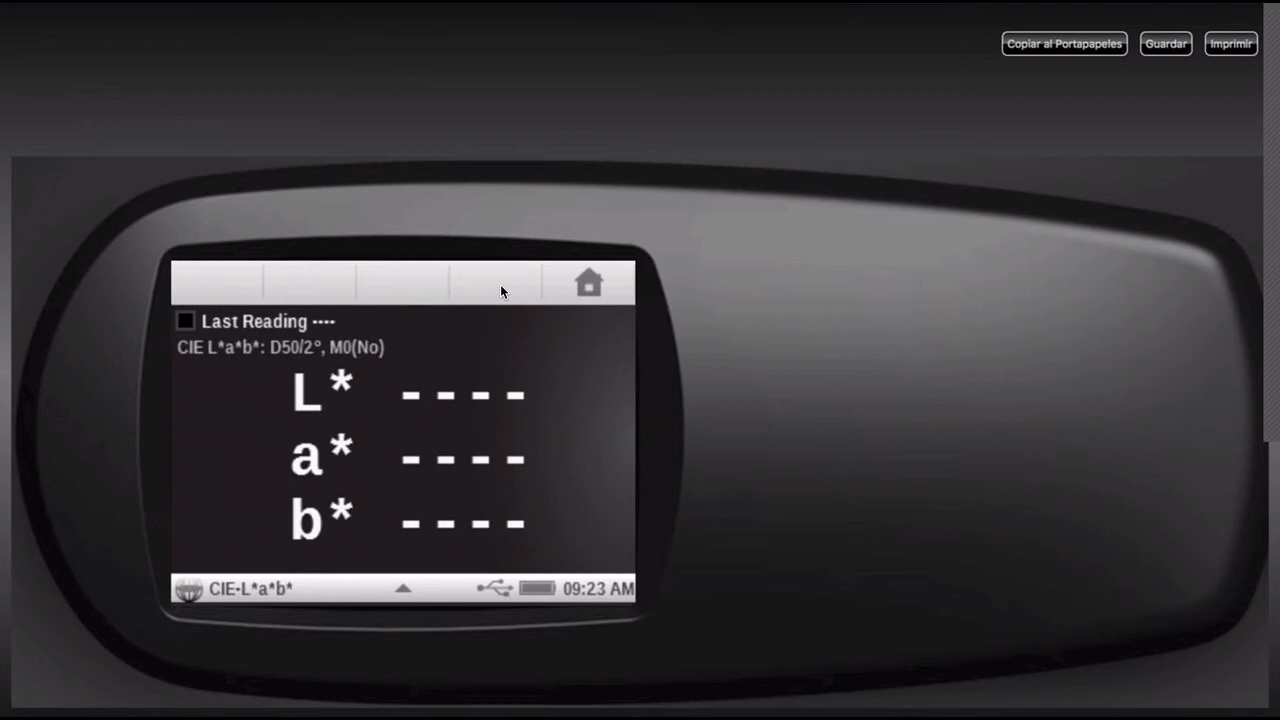 Copiar al Portapapeles Guardar Imprimir
Last Reading ----
CIE L*a*b*: D50/2°, M0(No)
L* ----
a* ----
b* ----
CIE•L*a*b* 09:23 AM